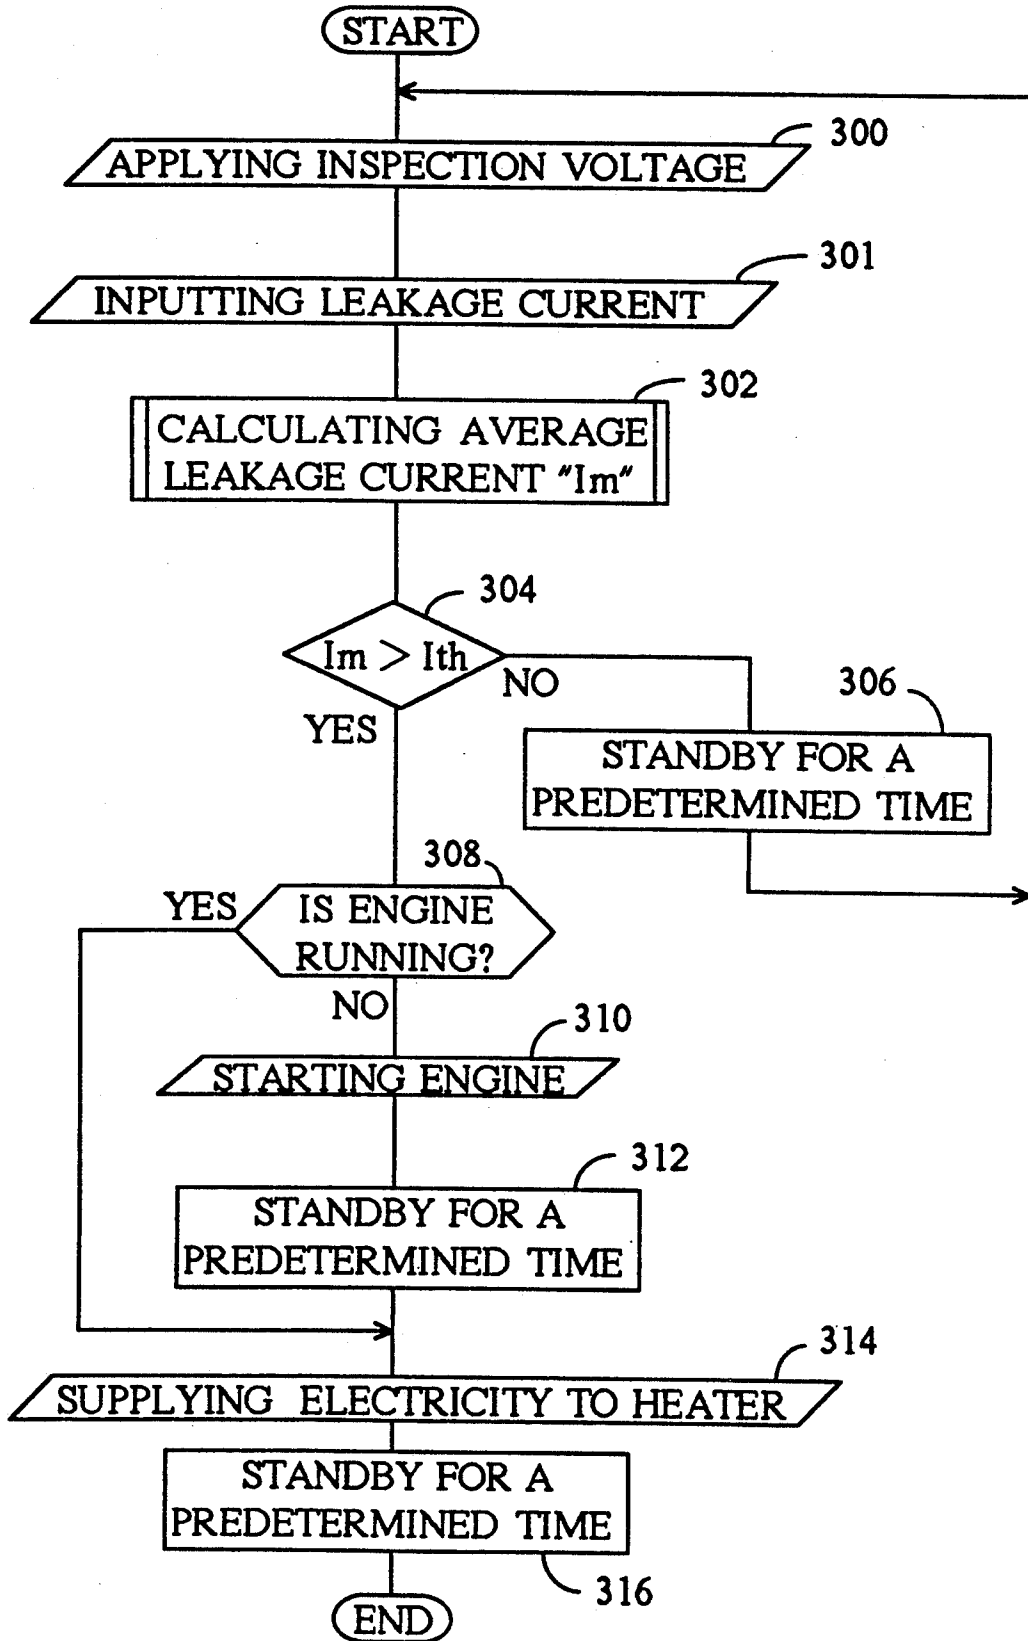 START
300
APPLYING INSPECTION VOLTAGE
301
INPUTTING LEAKAGE CURRENT
302
CALCULATING AVERAGE
LEAKAGE CURRENT "Im"
304
Im > Ith
NO
YES
306
STANDBY FOR A
PREDETERMINED TIME
308
YES
IS ENGINE
RUNNING?
NO
310
STARTING ENGINE
312
STANDBY FOR A
PREDETERMINED TIME
314
SUPPLYING ELECTRICITY TO HEATER
STANDBY FOR A
PREDETERMINED TIME
316
END